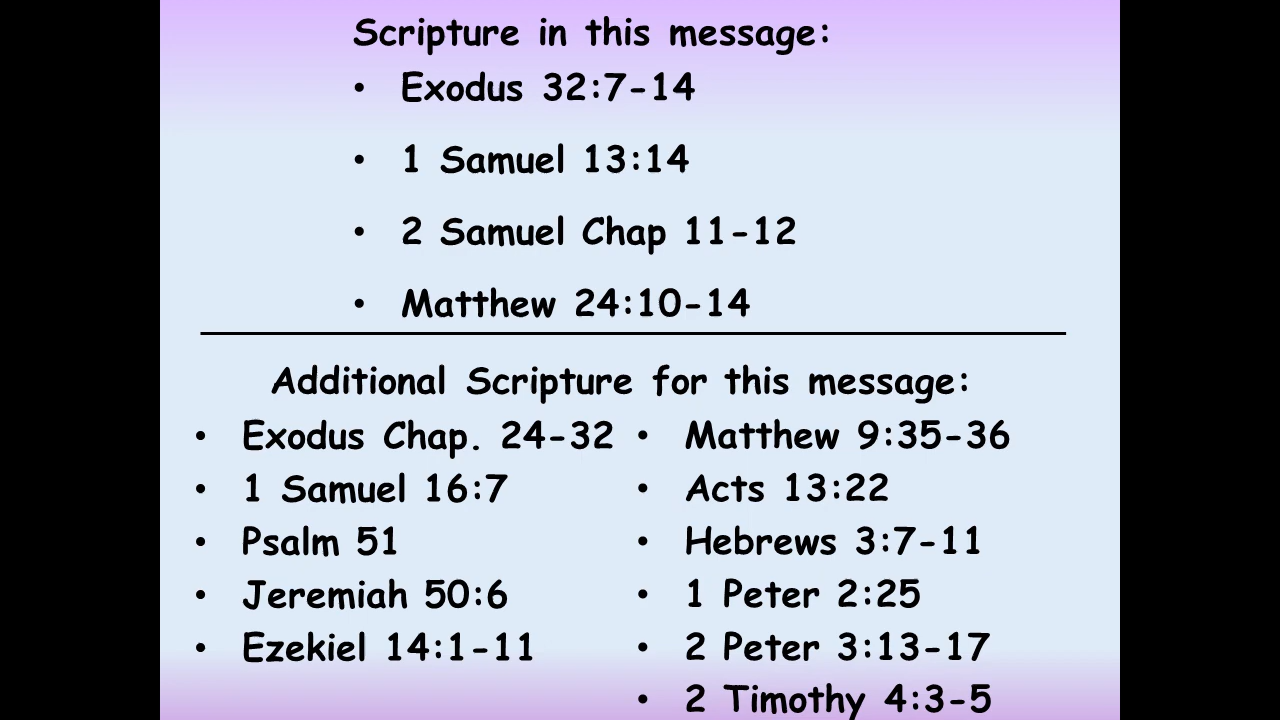 Scripture in this message:
• Exodus 32:7-14
• 1 Samuel 13:14
• 2 Samuel Chap 11-12
• Matthew 24:10-14
Additional Scripture for this message:
• Exodus Chap. 24-32
• 1 Samuel 16:7
• Psalm 51
• Jeremiah 50:6
• Ezekiel 14:1-11
• Matthew 9:35-36
• Acts 13:22
• Hebrews 3:7-11
• 1 Peter 2:25
• 2 Peter 3:13-17
• 2 Timothy 4:3-5